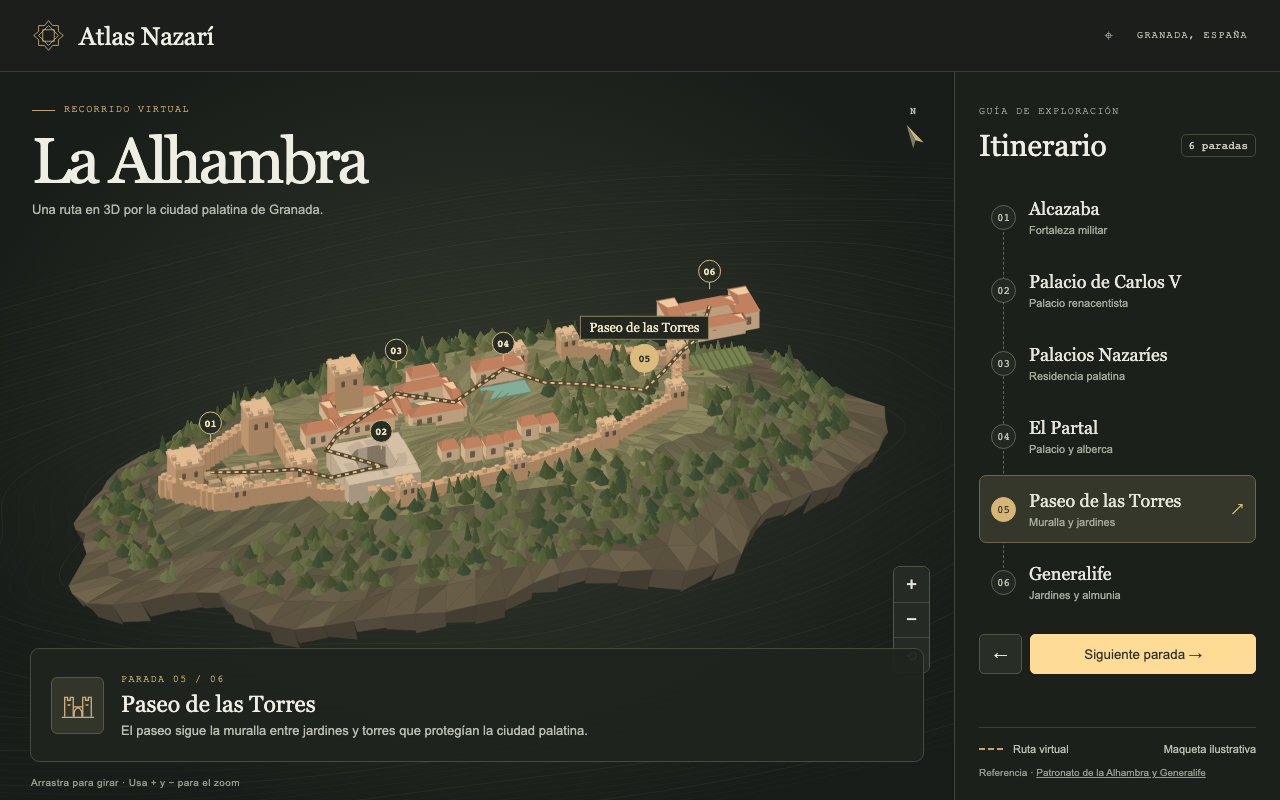 Atlas Nazarí
GRANADA, ESPAÑA
RECORRIDO VIRTUAL
La Alhambra
Una ruta en 3D por la ciudad palatina de Granada.
N
06
Paseo de las Torres
05
04
03
01
02
+
−
PARADA 05 / 06
Paseo de las Torres
El paseo sigue la muralla entre jardines y torres que protegían la ciudad palatina.
Arrastra para girar · Usa + y − para el zoom
GUÍA DE EXPLORACIÓN
Itinerario
6 paradas
01
Alcazaba
Fortaleza militar
02
Palacio de Carlos V
Palacio renacentista
03
Palacios Nazaríes
Residencia palatina
04
El Partal
Palacio y alberca
05
Paseo de las Torres ↗
Muralla y jardines
06
Generalife
Jardines y almunia
←
Siguiente parada →
Ruta virtual
Maqueta ilustrativa
Referencia · Patronato de la Alhambra y Generalife